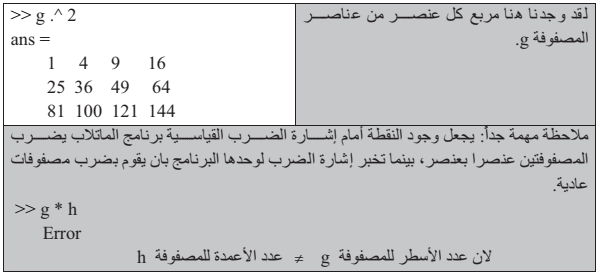 >> g .^ 2
ans =
1 4 9 16
25 36 49 64
81 100 121 144
لقد وجدنا هنا مربع كل عنصر من عناصر
المصفوفة g.
ملاحظة مهمة جداً: يجعل وجود النقطة أمام إشارة الضرب القياسية برنامج الماتلاب يضرب
المصفوفتين عنصرا بعنصر، بينما تخبر إشارة الضرب لوحدها البرنامج بان يقوم بضرب مصفوفات
عادية.
>> g * h
Error
لان عدد الأسطر للمصفوفة g ≠ عدد الأعمدة للمصفوفة h